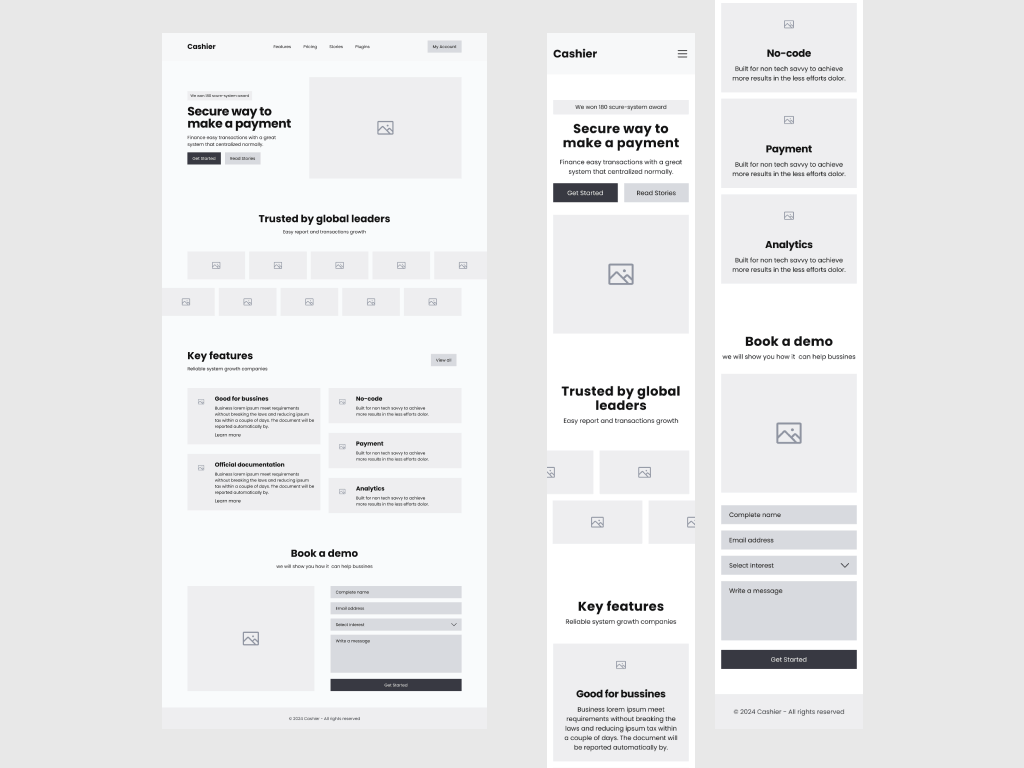 Cashier
Features
Pricing
Stories
Plugins
My Account
We won 180 scure-system award
Secure way to
make a payment
Finance easy transactions with a great
system that centralized normally.
Get Started
Read Stories
Trusted by global leaders
Easy report and transactions growth
Key features
Reliable system growth companies
View all
Good for bussines
Business lorem ipsum meet requirements
without breaking the laws and reducing ipsum
tax within a couple of days. The document will be
reported automatically by.
Learn more
Official documentation
Business lorem ipsum meet requirements
without breaking the laws and reducing ipsum
tax within a couple of days. The document will be
reported automatically by.
Learn more
No-code
Built for non tech savvy to achieve
more results in the less efforts dolor.
Payment
Built for non tech savvy to achieve
more results in the less efforts dolor.
Analytics
Built for non tech savvy to achieve
more results in the less efforts dolor.
Book a demo
we will show you how it can help bussines
Complete name
Email address
Select interest
Write a message
Get Started
© 2024 Cashier - All rights reserved
Cashier
We won 180 scure-system award
Secure way to
make a payment
Finance easy transactions with a great
system that centralized normally.
Get Started
Read Stories
Trusted by global
leaders
Easy report and transactions growth
Key features
Reliable system growth companies
Good for bussines
Business lorem ipsum meet
requirements without breaking the
laws and reducing ipsum tax within
a couple of days. The document will
be reported automatically by.
No-code
Built for non tech savvy to achieve
more results in the less efforts dolor.
Payment
Built for non tech savvy to achieve
more results in the less efforts dolor.
Analytics
Built for non tech savvy to achieve
more results in the less efforts dolor.
Book a demo
we will show you how it can help bussines
Complete name
Email address
Select interest
Write a message
Get Started
© 2024 Cashier - All rights reserved